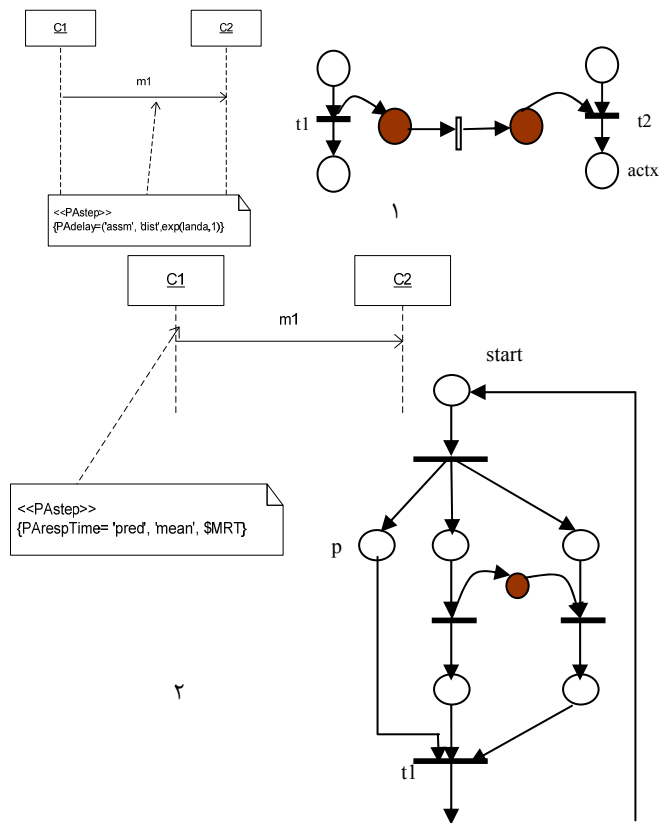 C1
C2
m1
<<PAstep>>
{PAdelay=('assm', 'dist',exp(landa,1)}
t1
t2
actx
١
C1
C2
m1
<<PAstep>>
{PArespTime= 'pred', 'mean', $MRT}
٢
start
p
t1